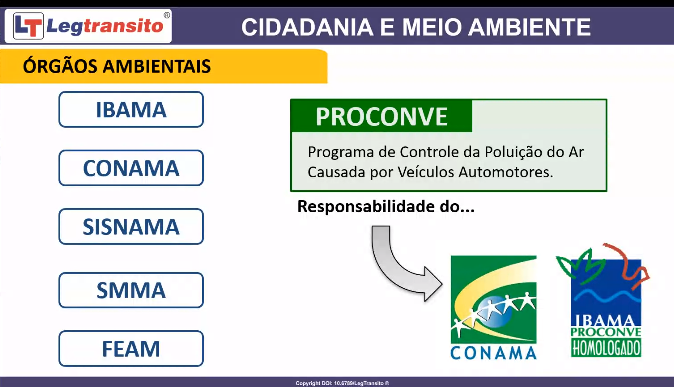 LT Legtransito®
CIDADANIA E MEIO AMBIENTE
ÓRGÃOS AMBIENTAIS
IBAMA
CONAMA
SISNAMA
SMMA
FEAM
PROCONVE
Programa de Controle da Poluição do Ar
Causada por Veículos Automotores.
Responsabilidade do...
CONAMA
IBAMA
PROCONVE
HOMOLOGADO
Copyright DOI: 10.6789/LegTransito ®